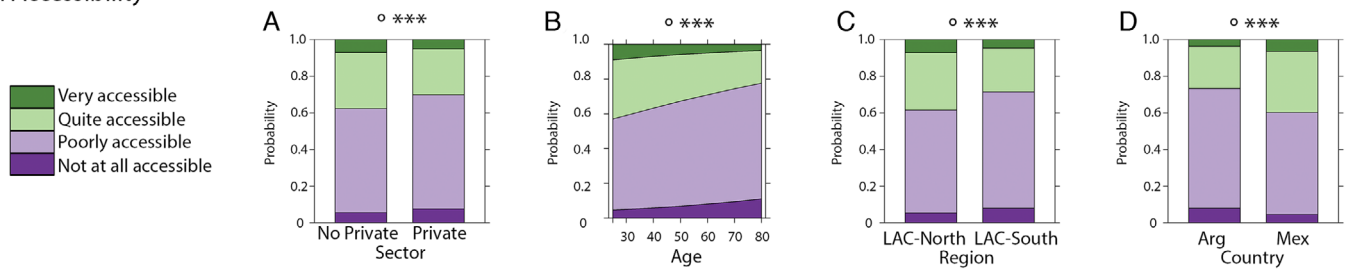 A
° ***
1.0
0.8
0.6
0.4
0.2
0
Probability
No Private Private
Sector
B
° ***
1.0
0.8
0.6
0.4
0.2
0
Probability
30 40 50 60 70 80
Age
C
° ***
1.0
0.8
0.6
0.4
0.2
0
Probability
LAC-North LAC-South
Region
D
° ***
1.0
0.8
0.6
0.4
0.2
0
Probability
Arg Mex
Country
Very accessible
Quite accessible
Poorly accessible
Not at all accessible